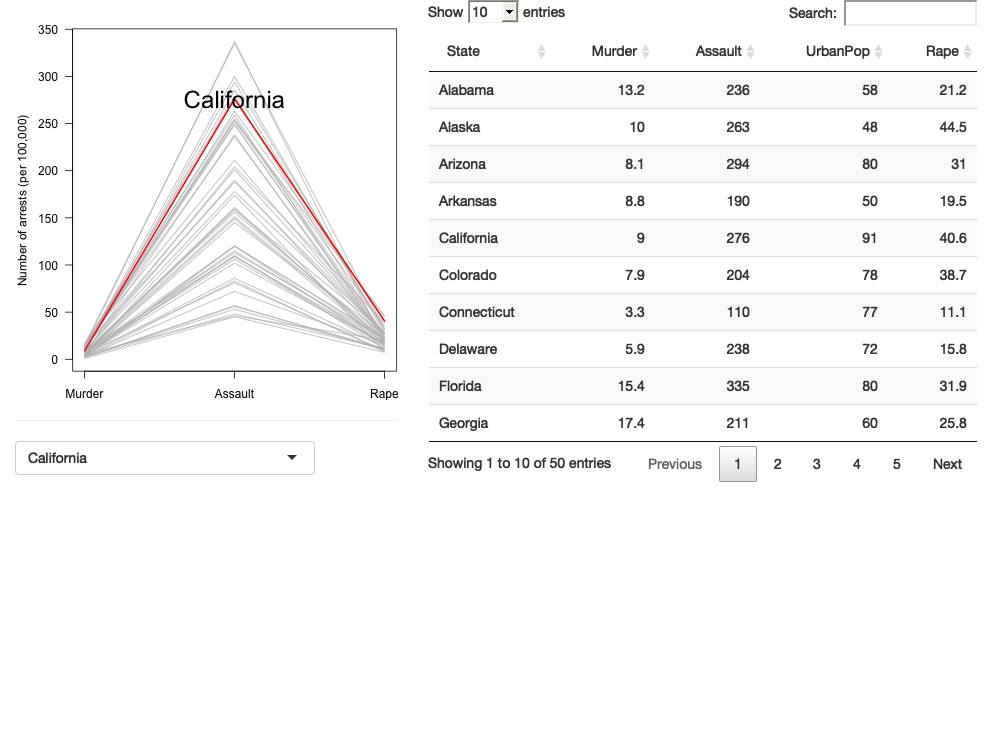 350
300
250
200
150
100
50
0
Number of arrests (per 100,000)
California
Murder Assault Rape
California
Show 10 entries
Search:
State Murder Assault UrbanPop Rape
Alabama 13.2 236 58 21.2
Alaska 10 263 48 44.5
Arizona 8.1 294 80 31
Arkansas 8.8 190 50 19.5
California 9 276 91 40.6
Colorado 7.9 204 78 38.7
Connecticut 3.3 110 77 11.1
Delaware 5.9 238 72 15.8
Florida 15.4 335 80 31.9
Georgia 17.4 211 60 25.8
Showing 1 to 10 of 50 entries
Previous 1 2 3 4 5 Next